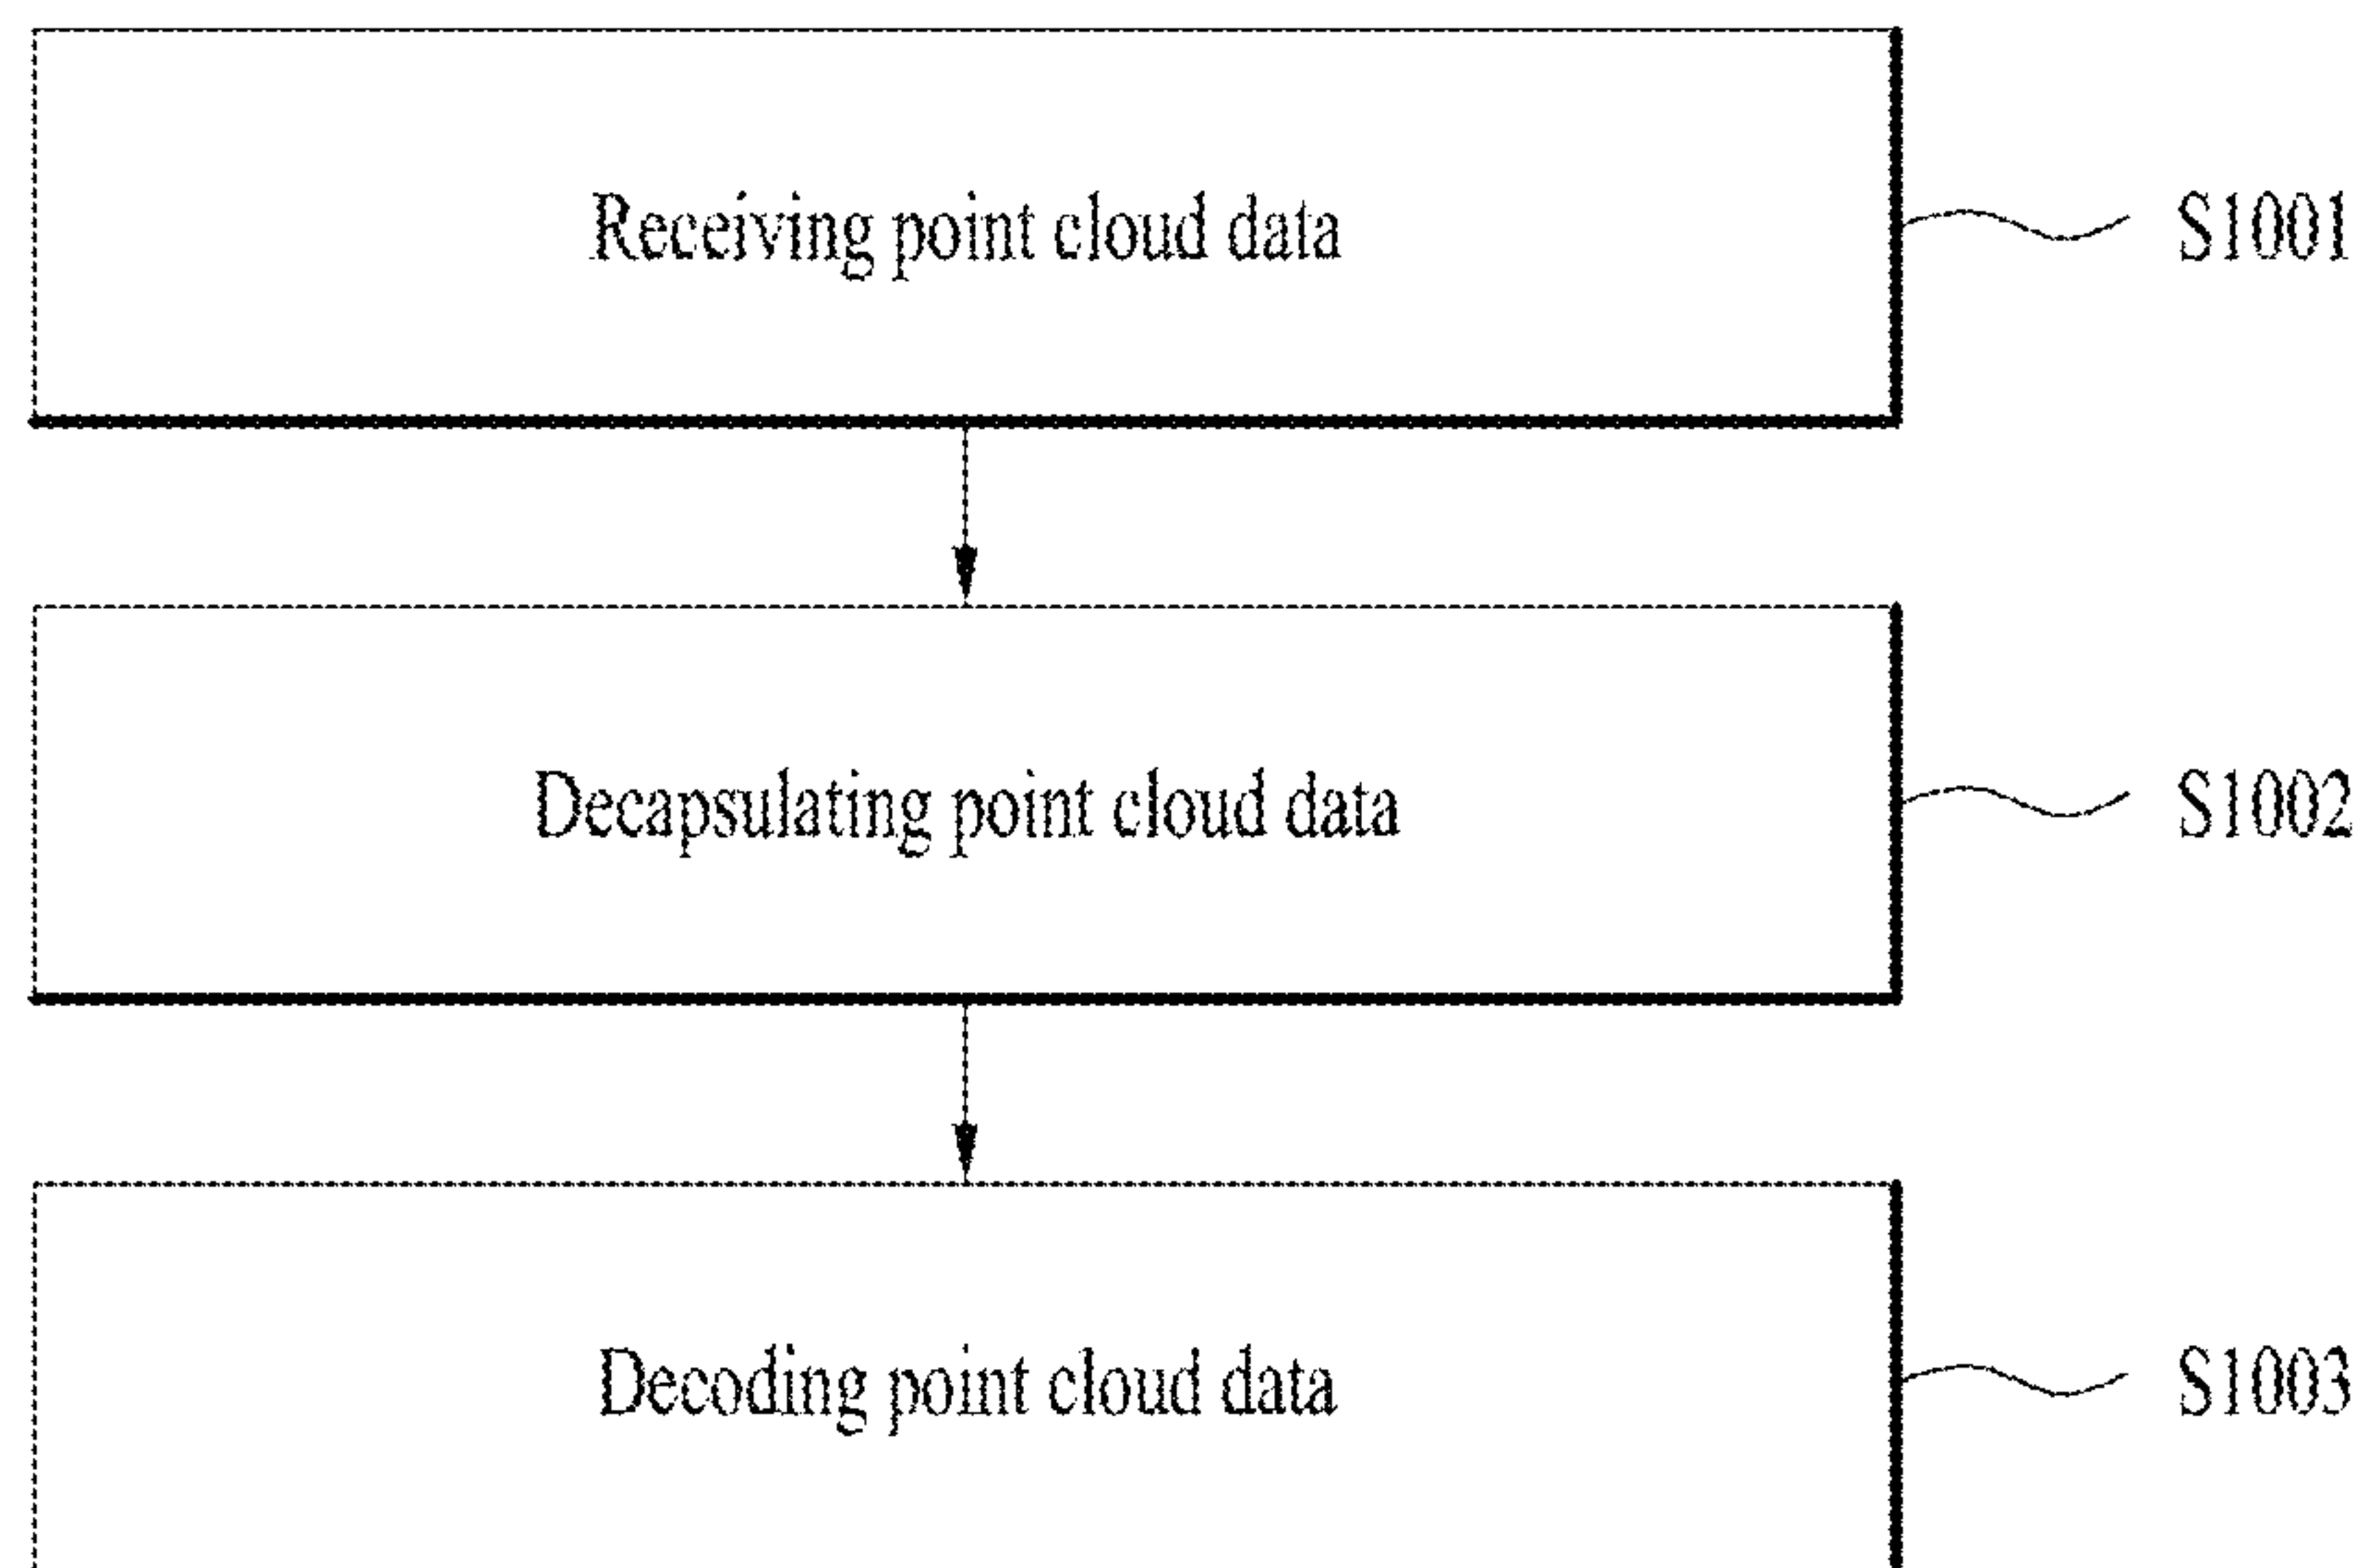 Receiving point cloud data
S1001
Decapsulating point cloud data
S1002
Decoding point cloud data
S1003